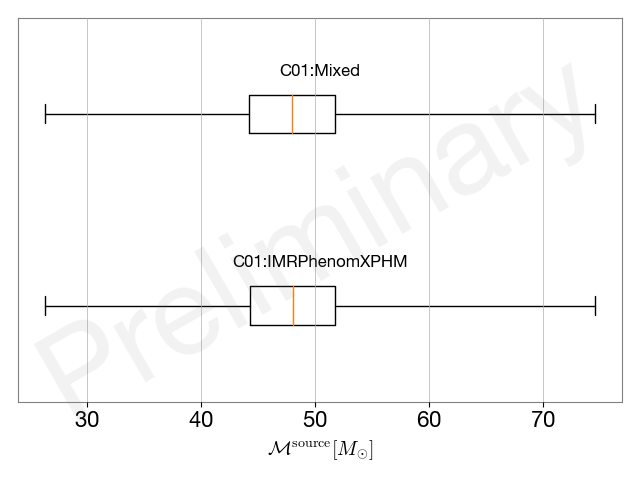 C01:Mixed
Preliminary
C01:IMRPhenomXPHM
30 40 50 60 70
ℳ^source [M_⊙]